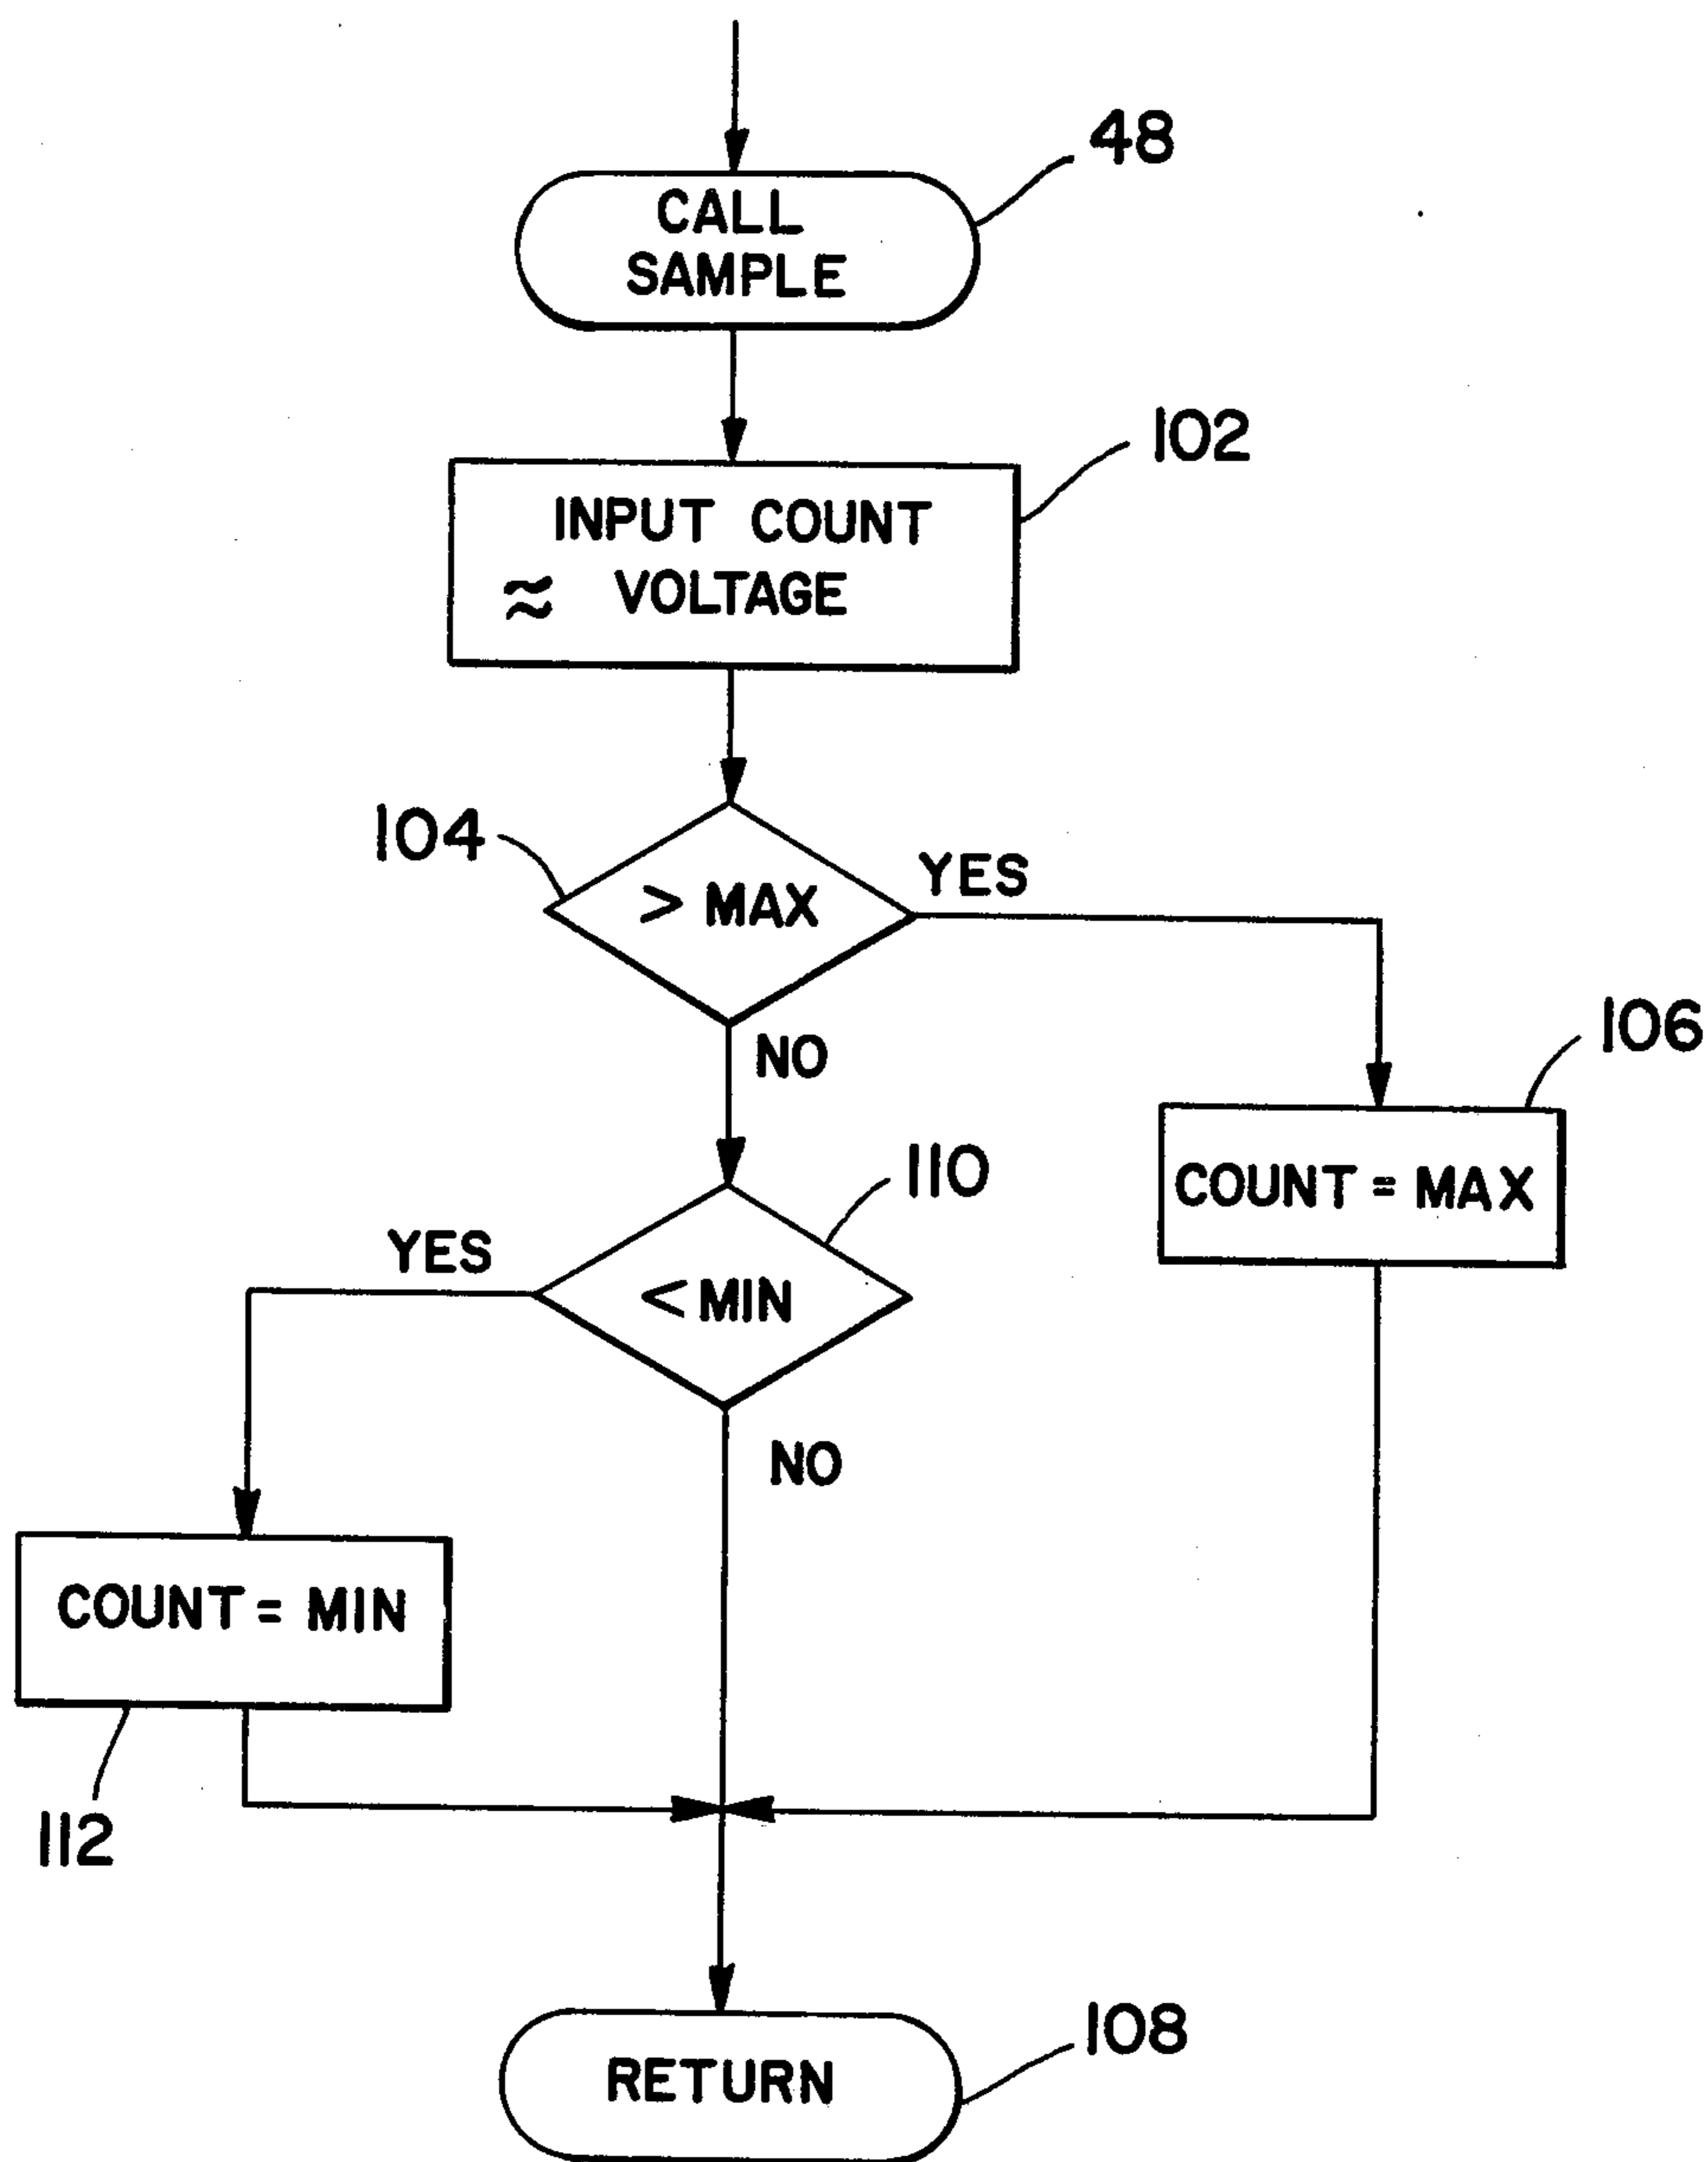 48
CALL
SAMPLE
102
INPUT COUNT
≈ VOLTAGE
104
> MAX
YES
NO
106
COUNT = MAX
110
YES
< MIN
NO
COUNT = MIN
112
108
RETURN